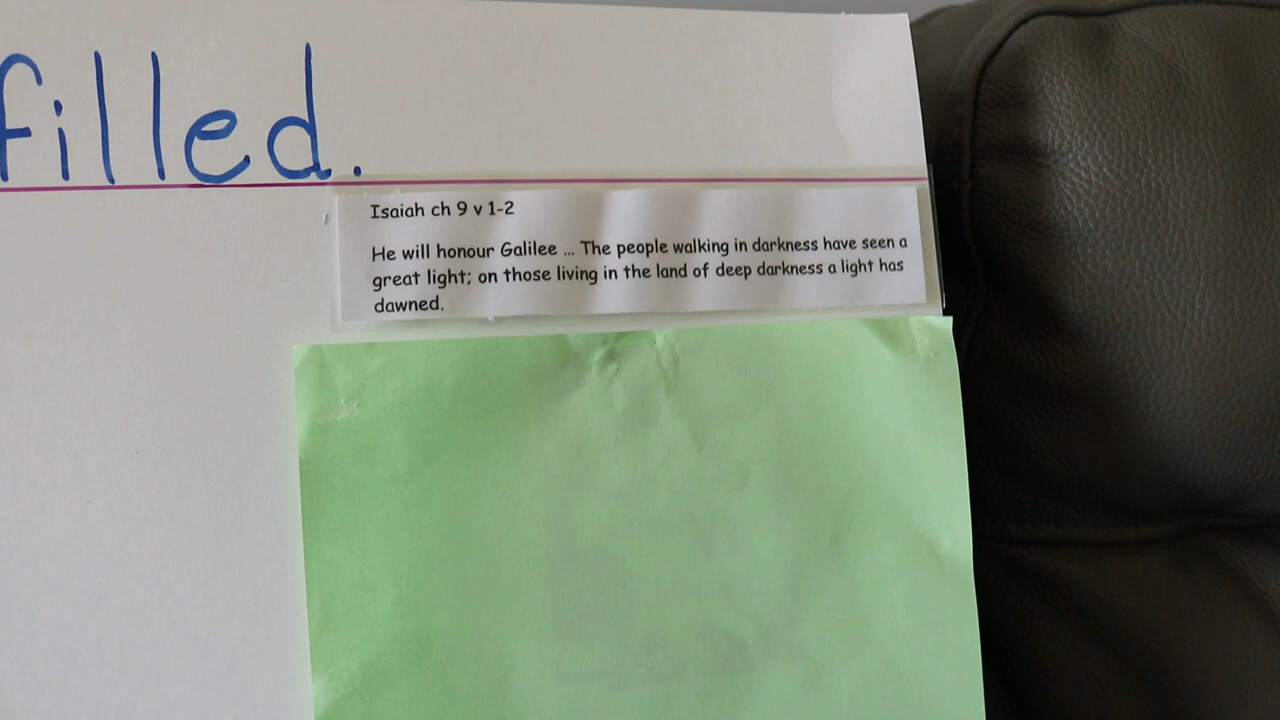 filled.
Isaiah ch 9 v 1-2
He will honour Galilee ... The people walking in darkness have seen a
great light; on those living in the land of deep darkness a light has
dawned.